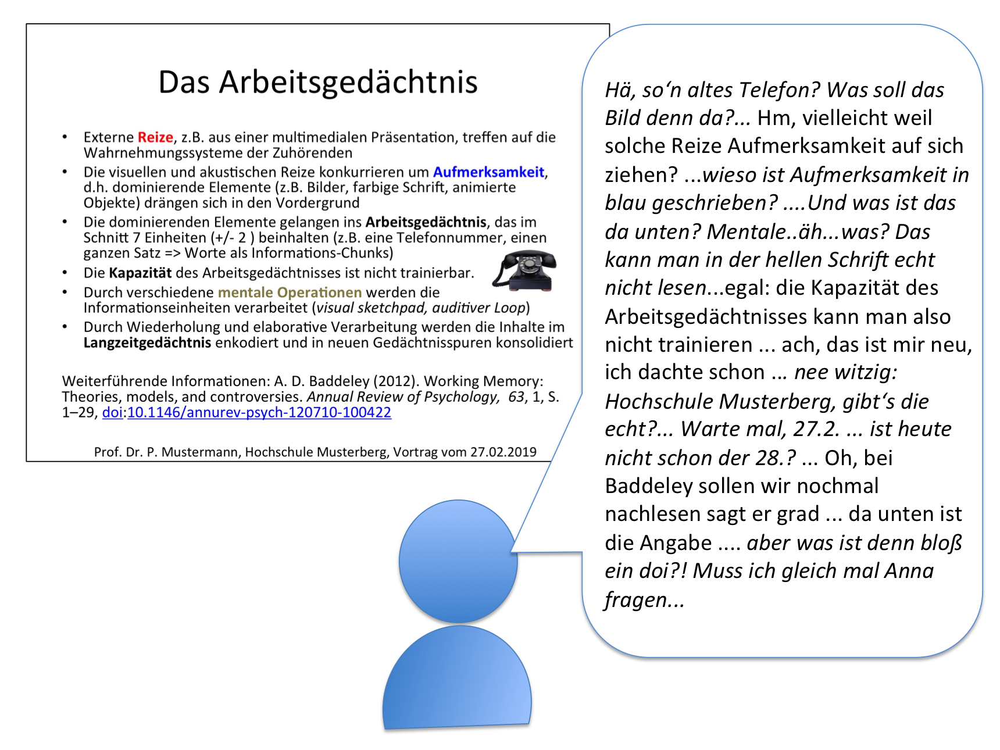 Das Arbeitsgedächtnis
• Externe Reize, z.B. aus einer multimedialen Präsentation, treffen auf die
Wahrnehmungssysteme der Zuhörenden
• Die visuellen und akustischen Reize konkurrieren um Aufmerksamkeit,
d.h. dominierende Elemente (z.B. Bilder, farbige Schrift, animierte
Objekte) drängen sich in den Vordergrund
• Die dominierenden Elemente gelangen ins Arbeitsgedächtnis, das im
Schnitt 7 Einheiten (+/- 2 ) beinhalten (z.B. eine Telefonnummer, einen
ganzen Satz => Worte als Informations-Chunks)
• Die Kapazität des Arbeitsgedächtnisses ist nicht trainierbar.
• Durch verschiedene mentale Operationen werden die
Informationseinheiten verarbeitet (visual sketchpad, auditiver Loop)
• Durch Wiederholung und elaborative Verarbeitung werden die Inhalte im
Langzeitgedächtnis enkodiert und in neuen Gedächtnisspuren konsolidiert
Weiterführende Informationen: A. D. Baddeley (2012). Working Memory:
Theories, models, and controversies. Annual Review of Psychology, 63, 1, S.
1–29, doi:10.1146/annurev-psych-120710-100422
Prof. Dr. P. Mustermann, Hochschule Musterberg, Vortrag vom 27.02.2019
Hä, so‘n altes Telefon? Was soll das
Bild denn da?... Hm, vielleicht weil
solche Reize Aufmerksamkeit auf sich
ziehen? ...wieso ist Aufmerksamkeit in
blau geschrieben? ....Und was ist das
da unten? Mentale..äh...was? Das
kann man in der hellen Schrift echt
nicht lesen...egal: die Kapazität des
Arbeitsgedächtnisses kann man also
nicht trainieren ... ach, das ist mir neu,
ich dachte schon ... nee witzig:
Hochschule Musterberg, gibt‘s die
echt?... Warte mal, 27.2. ... ist heute
nicht schon der 28.? ... Oh, bei
Baddeley sollen wir nochmal
nachlesen sagt er grad ... da unten ist
die Angabe .... aber was ist denn bloß
ein doi?! Muss ich gleich mal Anna
fragen...